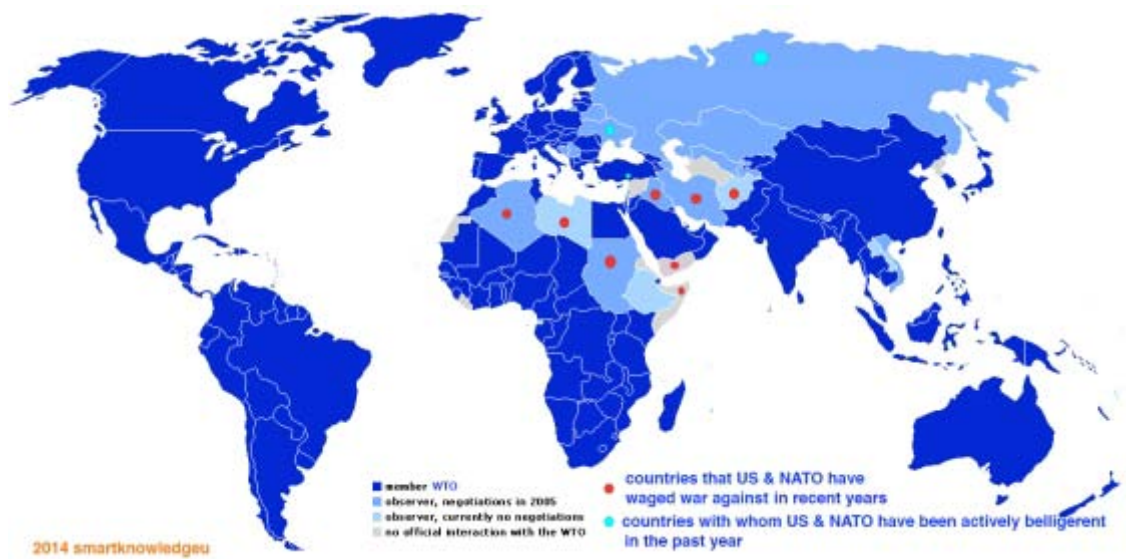 member WTO
observer, negotiations in 2005
observer, currently no negotiations
no official interaction with the WTO
countries that US & NATO have
waged war against in recent years
countries with whom US & NATO have been actively belligerent
in the past year
2014 smartknowledgeu